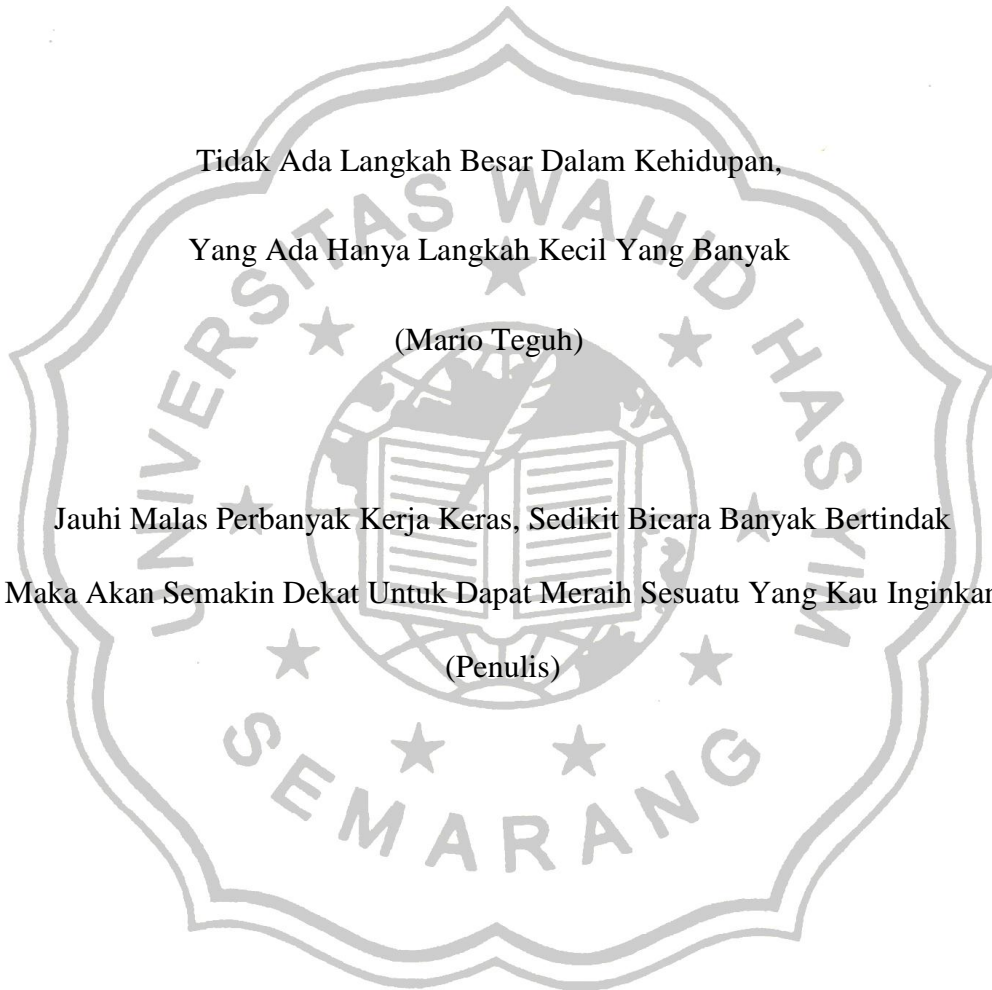 Tidak Ada Langkah Besar Dalam Kehidupan,
Yang Ada Hanya Langkah Kecil Yang Banyak
(Mario Teguh)
Jauhi Malas Perbanyak Kerja Keras, Sedikit Bicara Banyak Bertindak
Maka Akan Semakin Dekat Untuk Dapat Meraih Sesuatu Yang Kau Inginkan
(Penulis)
UNIVERSITAS WAHID HASYIM
SEMARANG